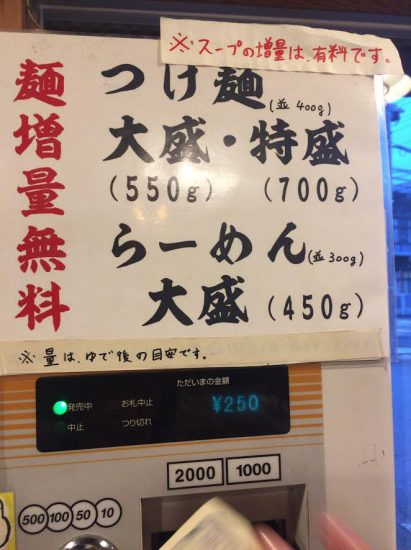 ※スープの増量は、有料です。
麺増量無料
つけ麺(並400g)
大盛・特盛
(550g) (700g)
らーめん(並300g)
大盛(450g)
※量は、ゆで後の目安です。
ただいまの金額
発売中 お札中止 ¥250
中止 つり切れ
2000 1000
500 100 50 10